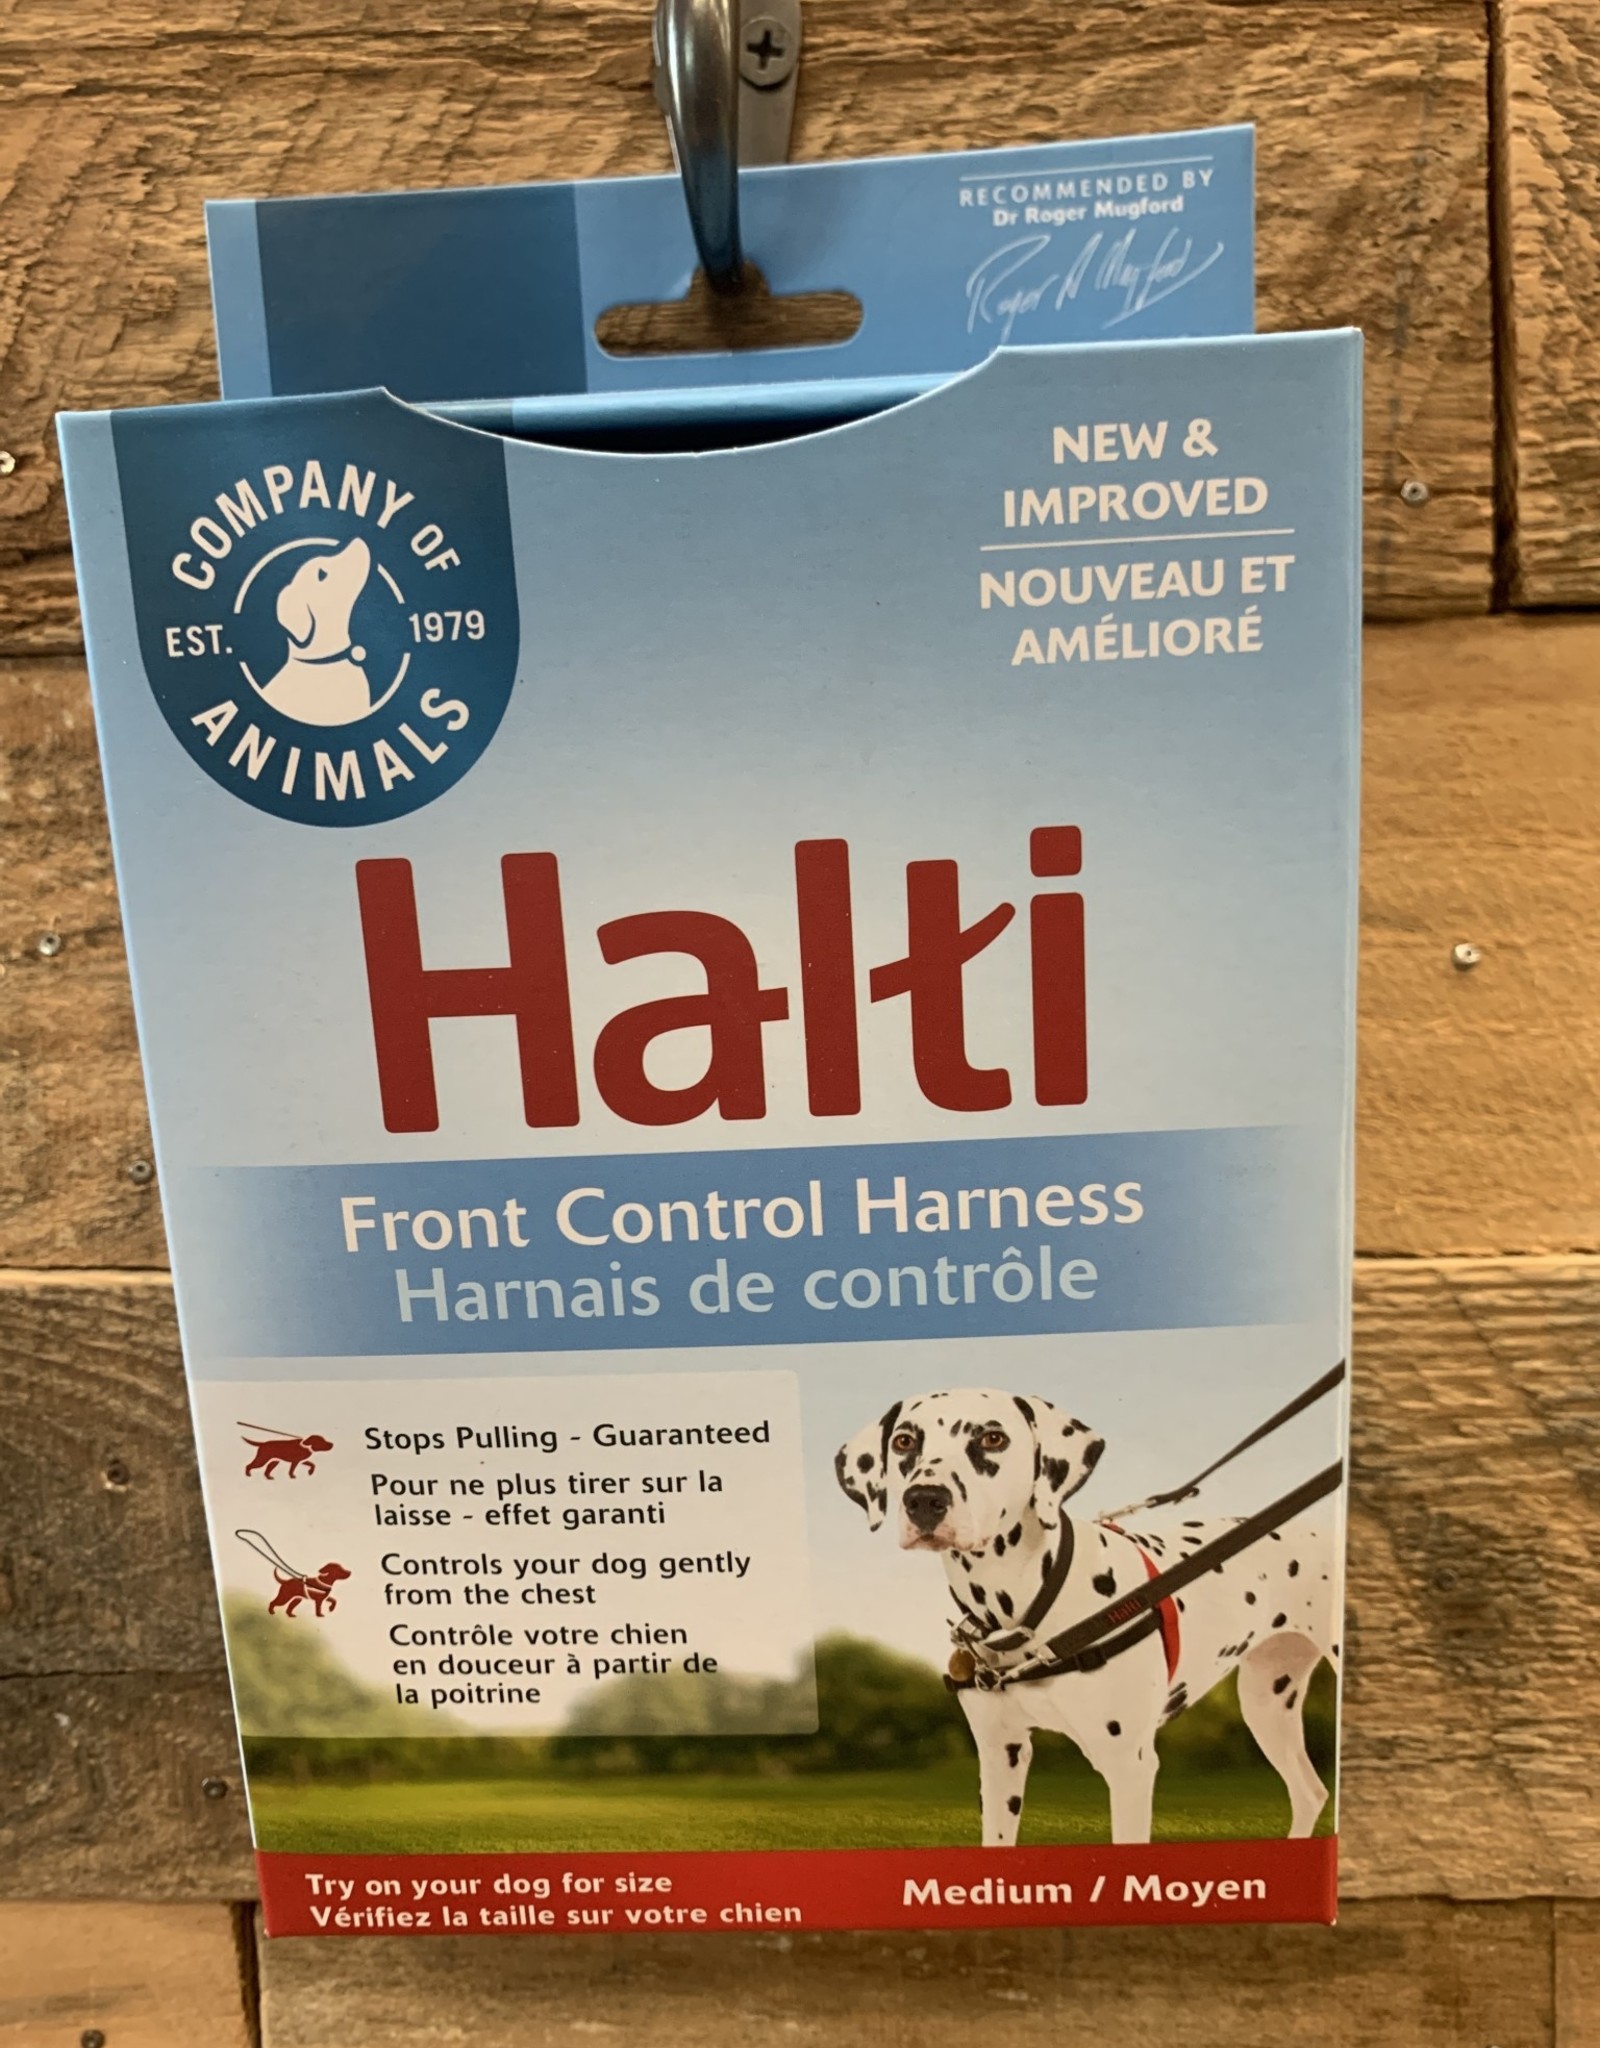 RECOMMENDED BY
Dr Roger Mugford
Roger A Mugford
COMPANY OF
EST. 1979
ANIMALS
NEW &
IMPROVED
NOUVEAU ET
AMÉLIORÉ
Halti
Front Control Harness
Harnais de contrôle
Stops Pulling - Guaranteed
Pour ne plus tirer sur la
laisse - effet garanti
Controls your dog gently
from the chest
Contrôle votre chien
en douceur à partir de
la poitrine
Halti
Try on your dog for size
Vérifiez la taille sur votre chien
Medium / Moyen